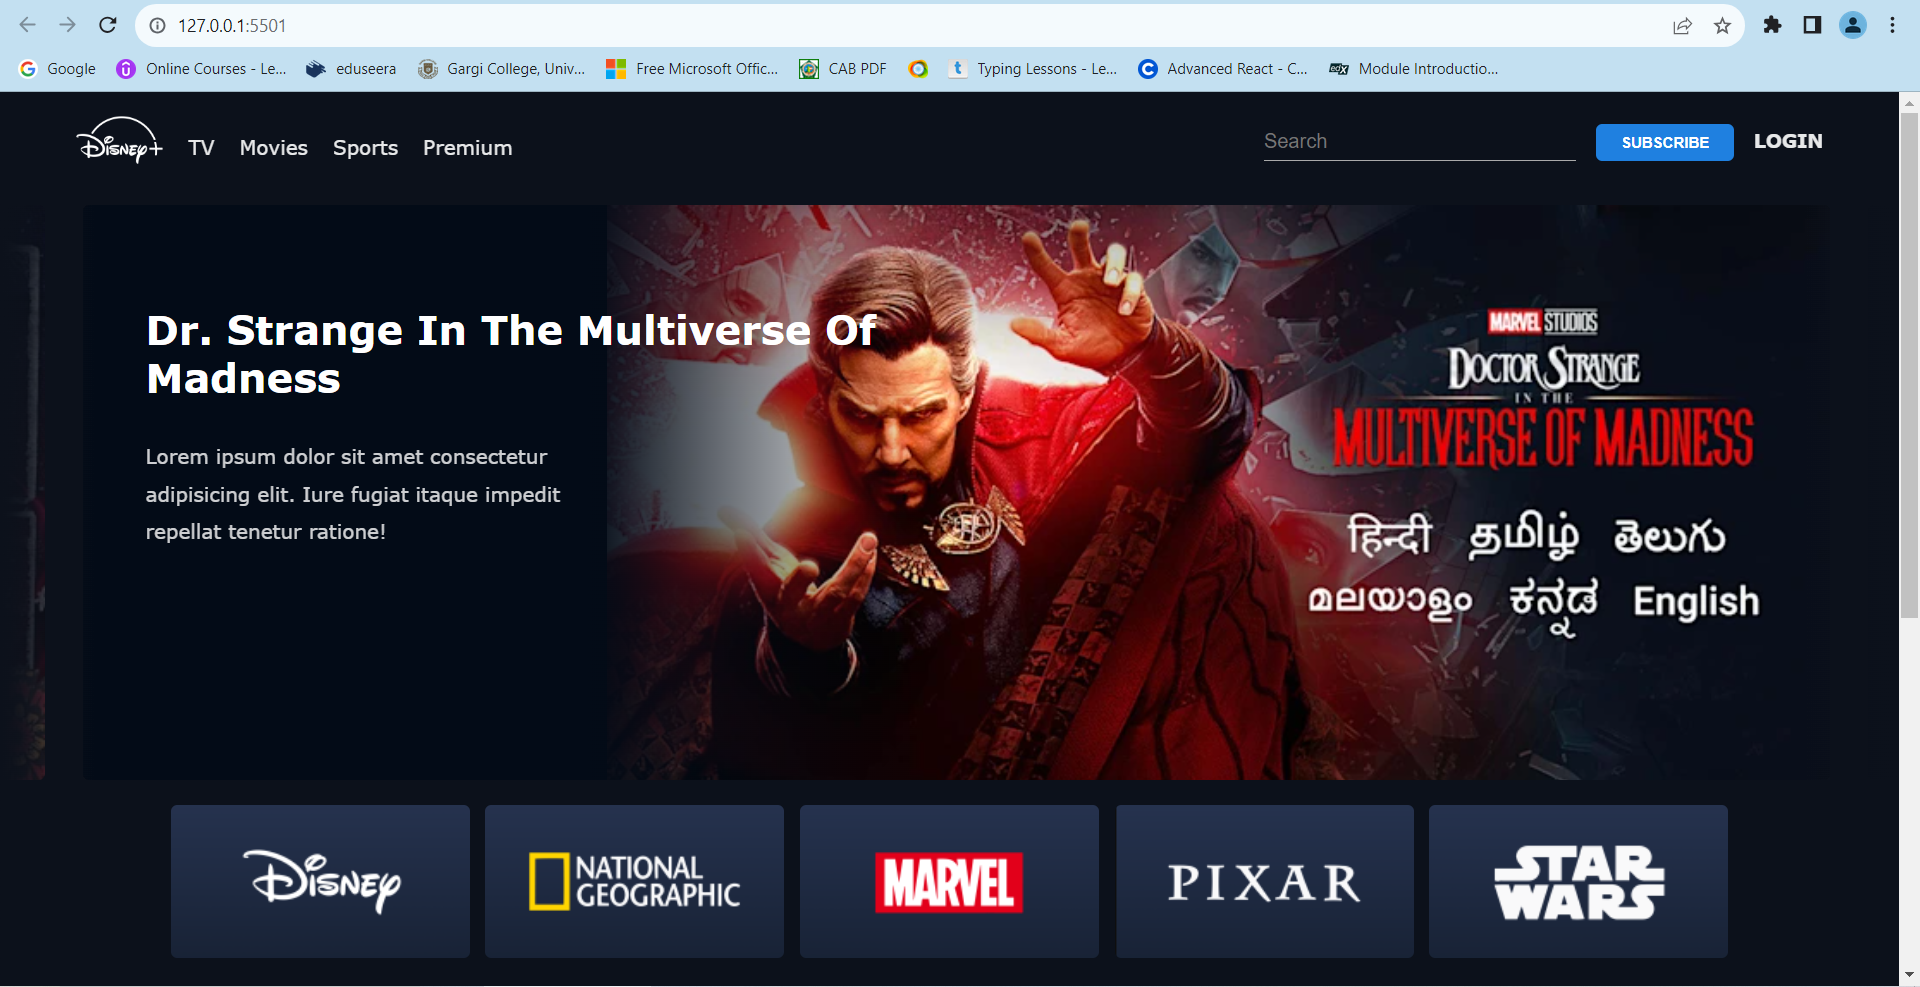 127.0.0.1:5501
Google Online Courses - Le... eduseera Gargi College, Univ... Free Microsoft Offic... CAB PDF Typing Lessons - Le... Advanced React - C... edX Module Introductio...
Disney+ TV Movies Sports Premium Search SUBSCRIBE LOGIN
MARVEL STUDIOS
DOCTOR STRANGE
IN THE
MULTIVERSE OF MADNESS
हिन्दी தமிழ் తెలుగు
മലയാളം ಕನ್ನಡ English
Dr. Strange In The Multiverse Of
Madness
Lorem ipsum dolor sit amet consectetur
adipisicing elit. Iure fugiat itaque impedit
repellat tenetur ratione!
Disney
NATIONAL
GEOGRAPHIC
MARVEL
PIXAR
STAR
WARS